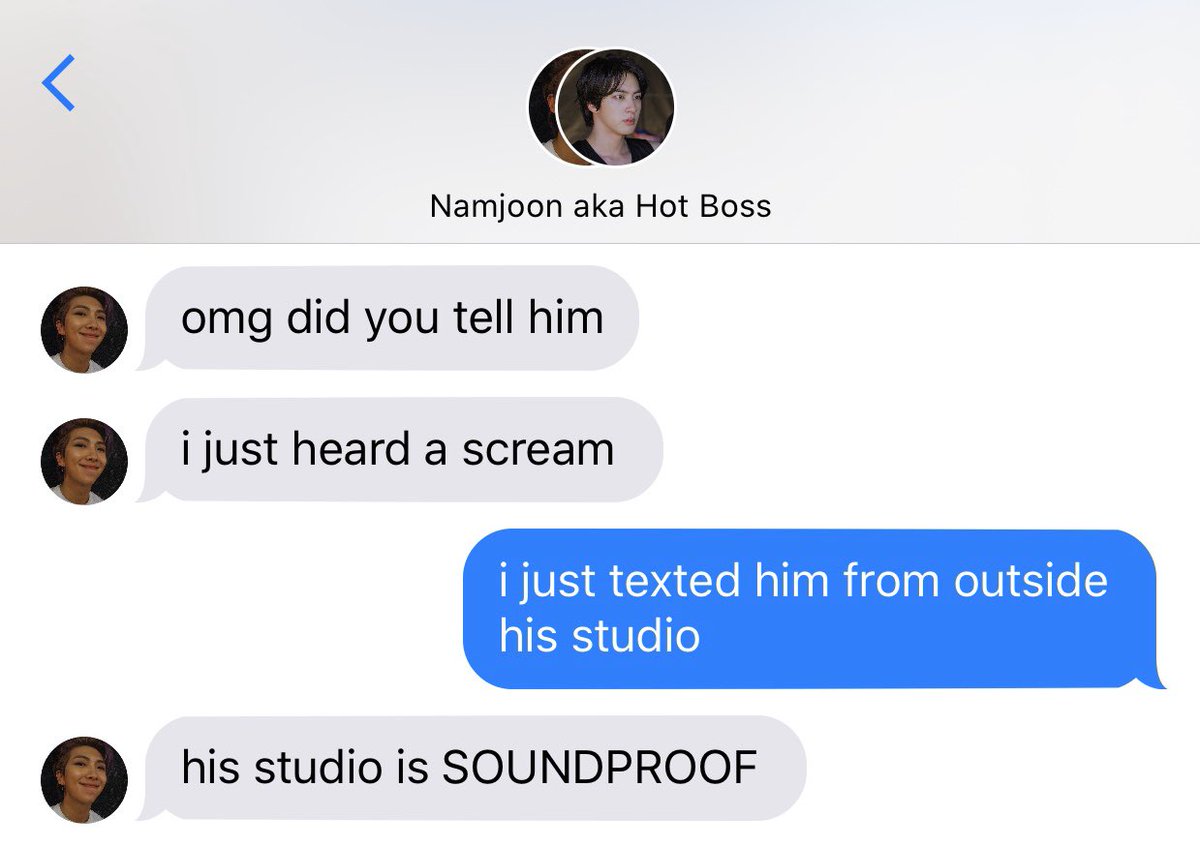 Namjoon aka Hot Boss
omg did you tell him
i just heard a scream
i just texted him from outside
his studio
his studio is SOUNDPROOF